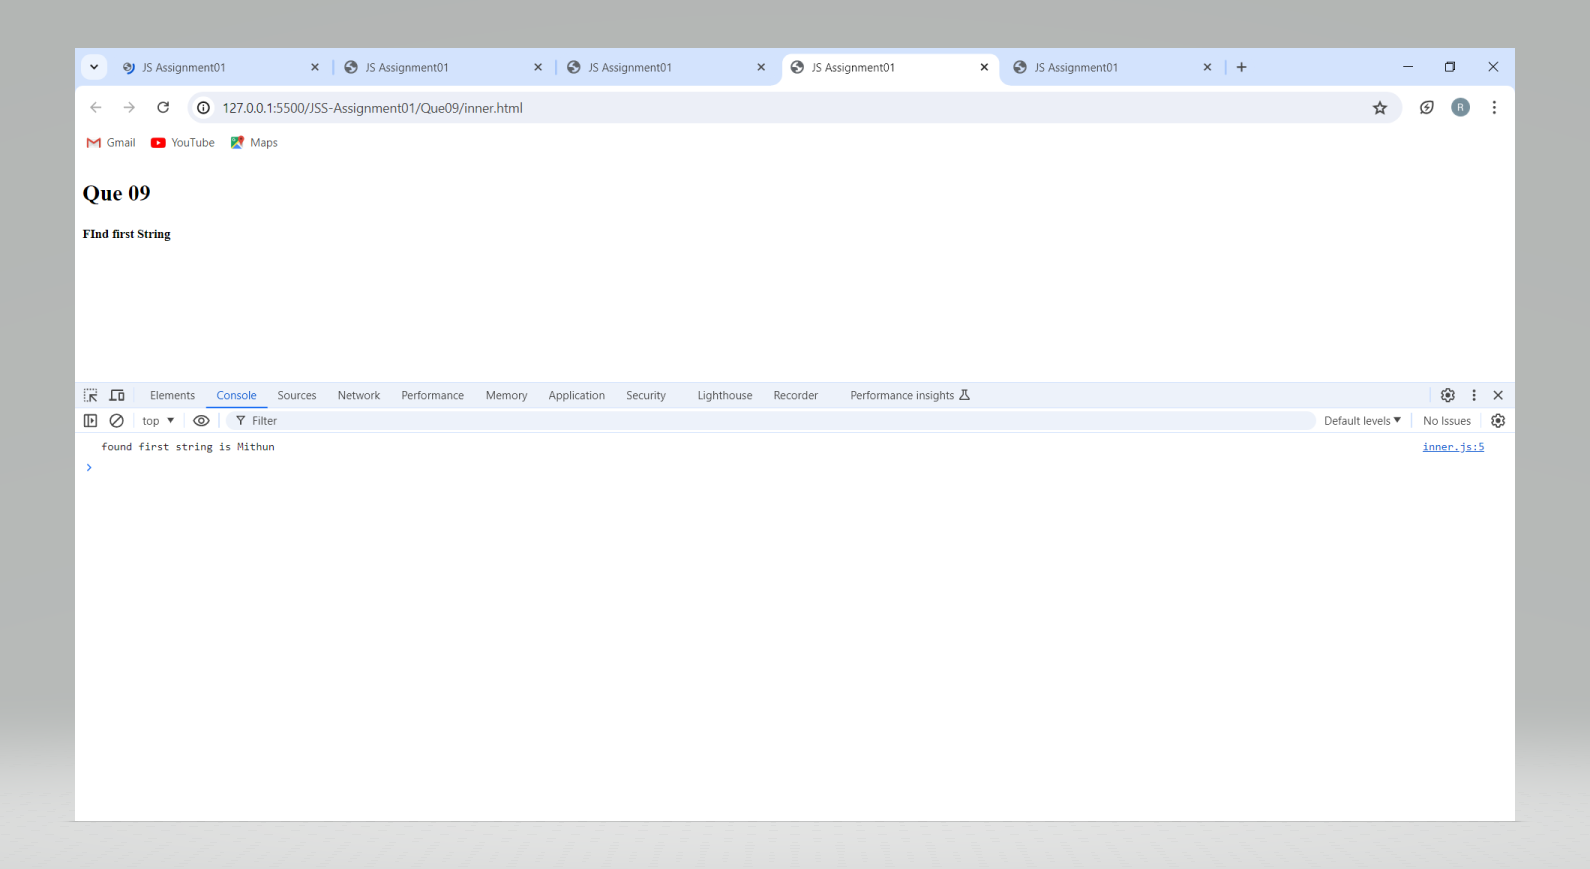 JS Assignment01 JS Assignment01 JS Assignment01 JS Assignment01 JS Assignment01
127.0.0.1:5500/JSS-Assignment01/Que09/inner.html R
Gmail YouTube Maps
Que 09
FInd first String
Elements Console Sources Network Performance Memory Application Security Lighthouse Recorder Performance insights
top Filter Default levels No Issues
found first string is Mithun inner.js:5